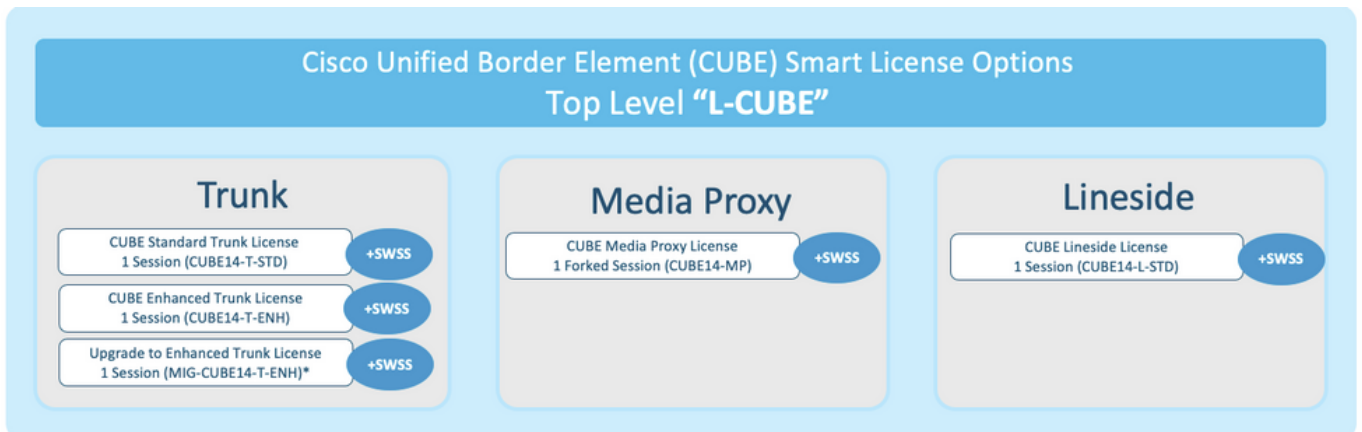 Cisco Unified Border Element (CUBE) Smart License Options
Top Level “L-CUBE”
Trunk
CUBE Standard Trunk License
1 Session (CUBE14-T-STD)
+SWSS
CUBE Enhanced Trunk License
1 Session (CUBE14-T-ENH)
+SWSS
Upgrade to Enhanced Trunk License
1 Session (MIG-CUBE14-T-ENH)*
+SWSS
Media Proxy
CUBE Media Proxy License
1 Forked Session (CUBE14-MP)
+SWSS
Lineside
CUBE Lineside License
1 Session (CUBE14-L-STD)
+SWSS